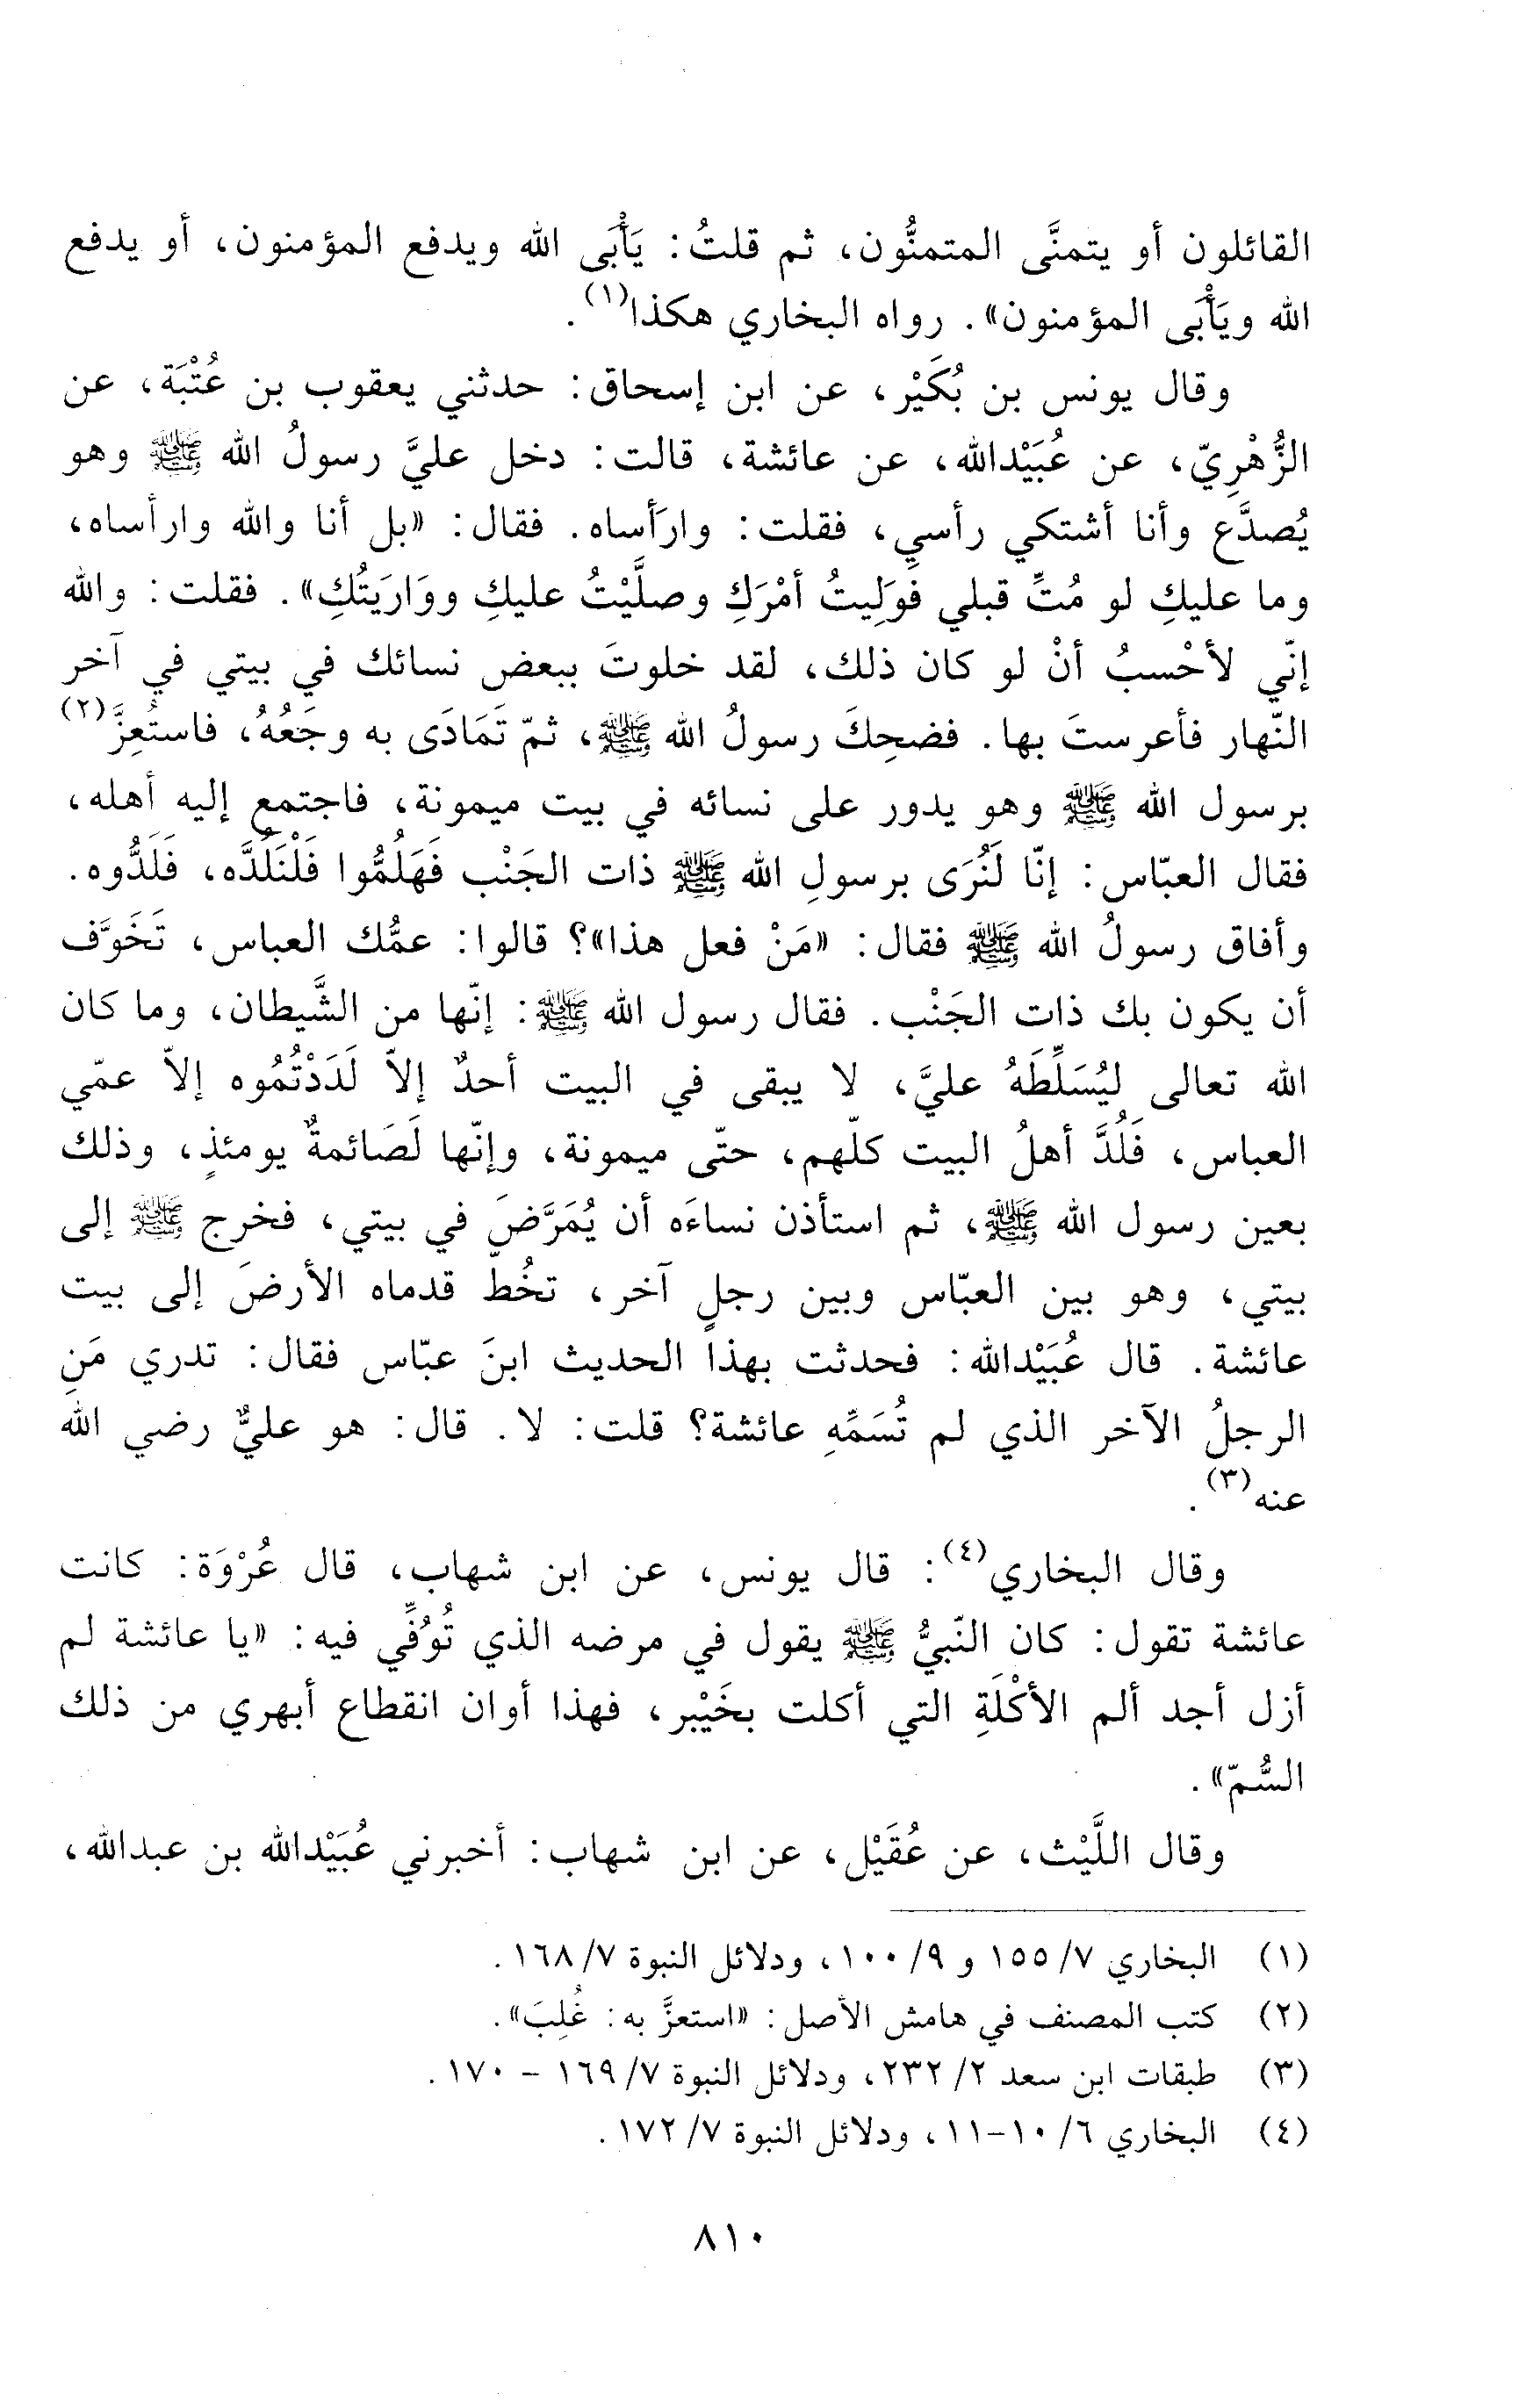 القائلون أو يتمنَّى المتمنُّون، ثم قلتُ: يَأْبَى الله ويدفع المؤمنون، أو يدفع
الله ويَأْبَى المؤمنون». رواه البخاري هكذا(١).
وقال يونس بن بُكَيْر، عن ابن إسحاق: حدثني يعقوب بن عُتْبَة، عن
الزُّهْرِيّ، عن عُبَيْدالله، عن عائشة، قالت: دخل عليَّ رسولُ الله ﷺ وهو
يُصدَّع وأنا أشتكي رأسي، فقلت: وارَأساه. فقال: «بل أنا والله وارأساه،
وما عليكِ لو مُتِّ قبلي فَوَلِيتُ أمْرَكِ وصلَّيْتُ عليكِ ووَارَيَتُكِ». فقلت: والله
إنّي لأحْسبُ أنْ لو كان ذلك، لقد خلوتَ ببعض نسائك في بيتي في آخر
النّهار فأعرستَ بها. فضحِكَ رسولُ الله ﷺ، ثمّ تَمَادَى به وجَعُهُ، فاستُعِزَّ(٢)
برسول الله ﷺ وهو يدور على نسائه في بيت ميمونة، فاجتمع إليه أهله،
فقال العبّاس: إنّا لَنُرَى برسولِ الله ﷺ ذات الجَنْب فَهَلُمُّوا فَلْنَلُدَّه، فَلَدُّوه.
وأفاق رسولُ الله ﷺ فقال: «مَنْ فعل هذا»؟ قالوا: عمُّك العباس، تَخَوَّف
أن يكون بك ذات الجَنْب. فقال رسول الله ﷺ: إنّها من الشَّيطان، وما كان
الله تعالى ليُسَلِّطَهُ عليَّ، لا يبقى في البيت أحدٌ إلاّ لَدَدْتُمُوه إلاّ عمّي
العباس، فَلُدَّ أهلُ البيت كلّهم، حتّى ميمونة، وإنّها لَصَائمةٌ يومئذٍ، وذلك
بعين رسول الله ﷺ، ثم استأذن نساءَه أن يُمَرَّضَ في بيتي، فخرج ﷺ إلى
بيتي، وهو بين العبّاس وبين رجلٍ آخر، تخُطّ قدماه الأرضَ إلى بيت
عائشة. قال عُبَيْدالله: فحدثت بهذا الحديث ابنَ عبّاس فقال: تدري مَنِ
الرجلُ الآخر الذي لم تُسَمِّهِ عائشة؟ قلت: لا. قال: هو عليٌّ رضي الله
عنه(٣).
وقال البخاري(٤): قال يونس، عن ابن شهاب، قال عُرْوَة: كانت
عائشة تقول: كان النّبيُّ ﷺ يقول في مرضه الذي تُوُفِّي فيه: «يا عائشة لم
أزل أجد ألم الأكْلَةِ التي أكلت بخَيْبر، فهذا أوان انقطاع أبهري من ذلك
السُّمّ».
وقال اللَّيْث، عن عُقَيْل، عن ابن شهاب: أخبرني عُبَيْدالله بن عبدالله،
(١) البخاري ٧/ ١٥٥ و ٩/ ١٠٠، ودلائل النبوة ٧/ ١٦٨.
(٢) كتب المصنف في هامش الأصل: «استعزَّ به: غُلِبَ».
(٣) طبقات ابن سعد ٢/ ٢٣٢، ودلائل النبوة ٧/ ١٦٩ - ١٧٠.
(٤) البخاري ٦/ ١٠-١١، ودلائل النبوة ٧/ ١٧٢.
٨١٠